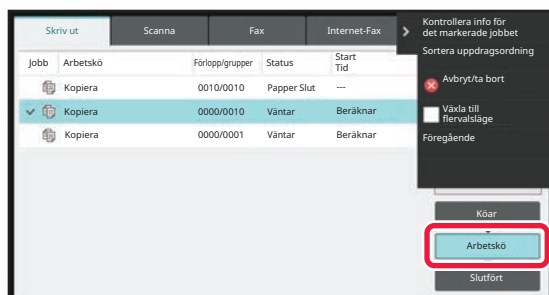 Skriv ut
Scanna
Fax
Internet-Fax
Jobb Arbetskö Förlopp/grupper Status Start Tid
Kopiera 0010/0010 Papper Slut ---
Kopiera 0000/0010 Väntar Beräknar
Kopiera 0000/0001 Väntar Beräknar
Kontrollera info för
det markerade jobbet
Sortera uppdragsordning
Avbryt/ta bort
Växla till
flervalsläge
Föregående
Köar
Arbetskö
Slutfört